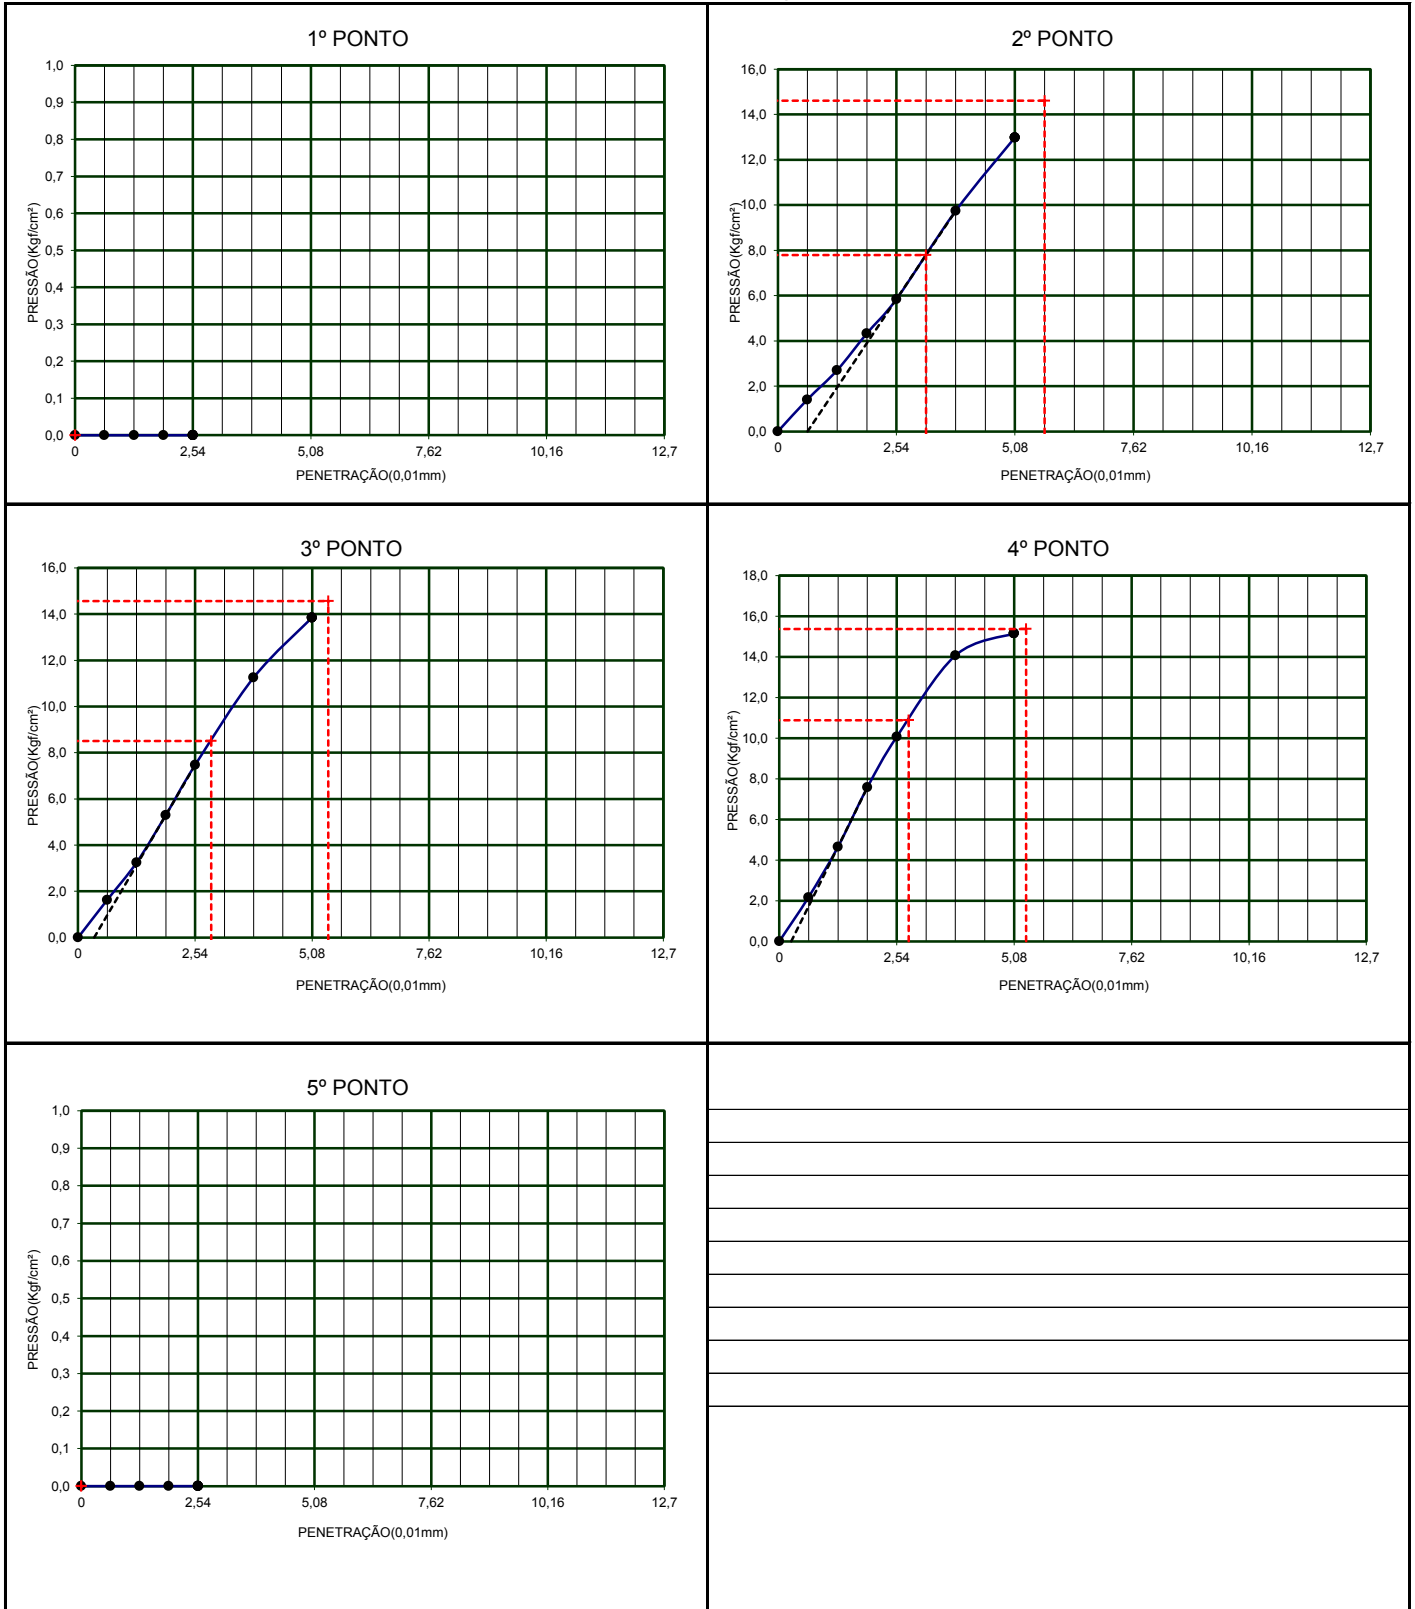 1º PONTO
1,0
0,9
0,8
0,7
0,6
0,5
0,4
0,3
0,2
0,1
0,0
PRESSÃO(Kgf/cm²)
0 2,54 5,08 7,62 10,16 12,7
PENETRAÇÃO(0,01mm)
2º PONTO
16,0
14,0
12,0
10,0
8,0
6,0
4,0
2,0
0,0
PRESSÃO(Kgf/cm²)
0 2,54 5,08 7,62 10,16 12,7
PENETRAÇÃO(0,01mm)
3º PONTO
16,0
14,0
12,0
10,0
8,0
6,0
4,0
2,0
0,0
PRESSÃO(Kgf/cm²)
0 2,54 5,08 7,62 10,16 12,7
PENETRAÇÃO(0,01mm)
4º PONTO
18,0
16,0
14,0
12,0
10,0
8,0
6,0
4,0
2,0
0,0
PRESSÃO(Kgf/cm²)
0 2,54 5,08 7,62 10,16 12,7
PENETRAÇÃO(0,01mm)
5º PONTO
1,0
0,9
0,8
0,7
0,6
0,5
0,4
0,3
0,2
0,1
0,0
PRESSÃO(Kgf/cm²)
0 2,54 5,08 7,62 10,16 12,7
PENETRAÇÃO(0,01mm)